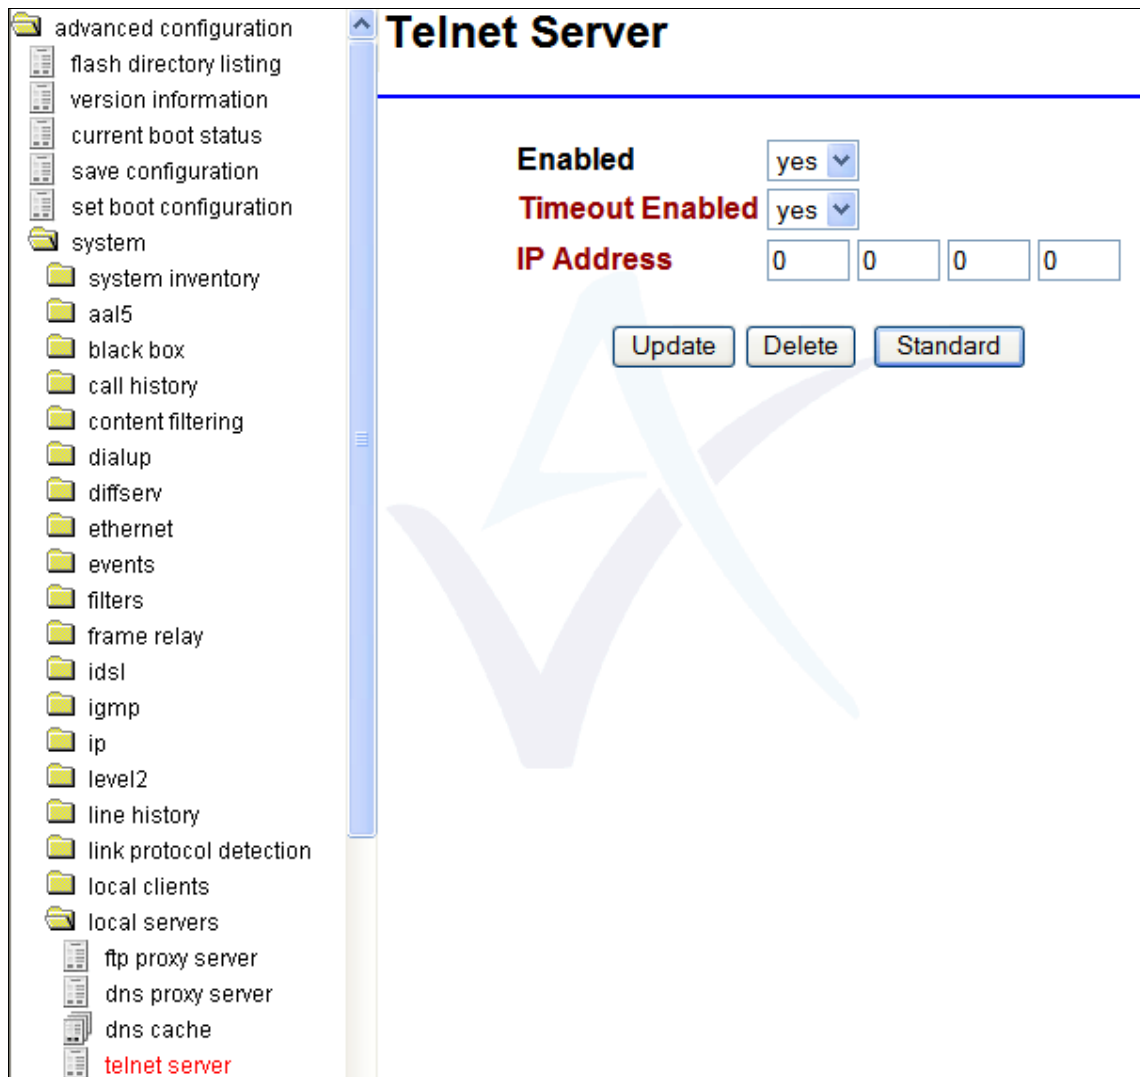 advanced configuration
flash directory listing
version information
current boot status
save configuration
set boot configuration
system
system inventory
aal5
black box
call history
content filtering
dialup
diffserv
ethernet
events
filters
frame relay
idsl
igmp
ip
level2
line history
link protocol detection
local clients
local servers
ftp proxy server
dns proxy server
dns cache
telnet server
Telnet Server
Enabled yes
Timeout Enabled yes
IP Address 0 0 0 0
Update Delete Standard